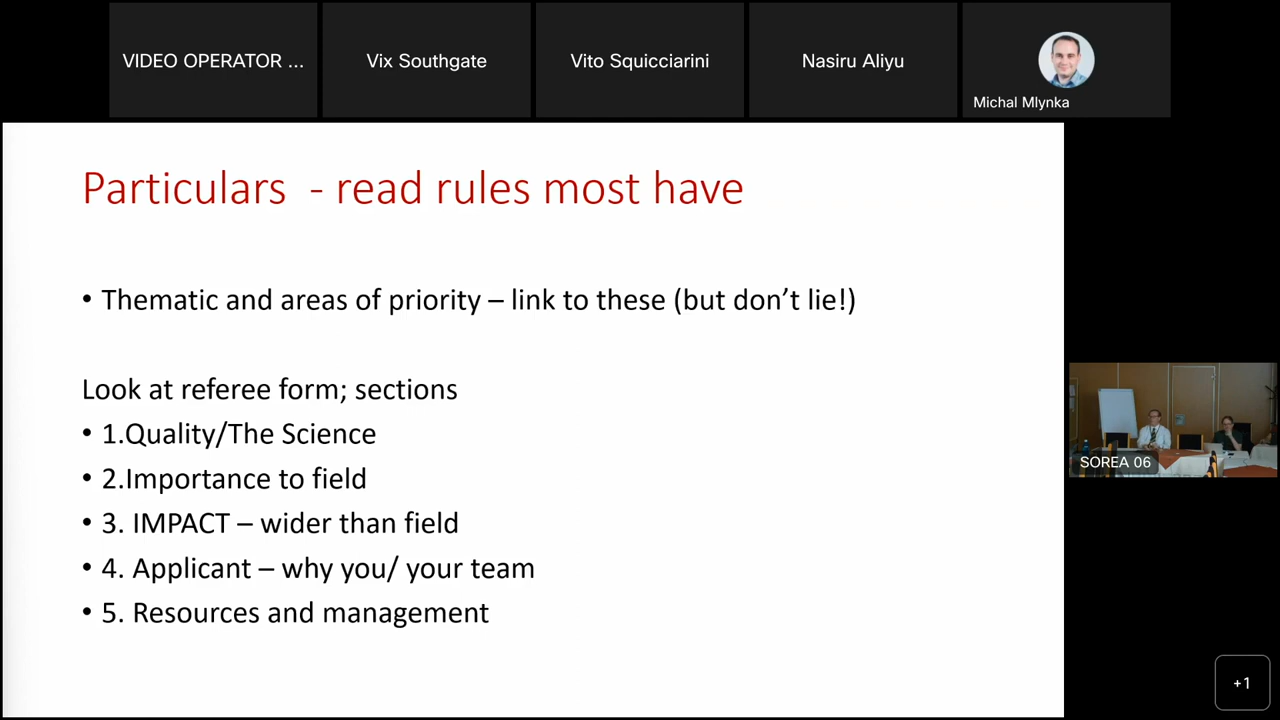 VIDEO OPERATOR ...
Vix Southgate
Vito Squicciarini
Nasiru Aliyu
Michal Mlynka
Particulars - read rules most have
• Thematic and areas of priority – link to these (but don’t lie!)
Look at referee form; sections
• 1.Quality/The Science
• 2.Importance to field
• 3. IMPACT – wider than field
• 4. Applicant – why you/ your team
• 5. Resources and management
SOREA 06
+1